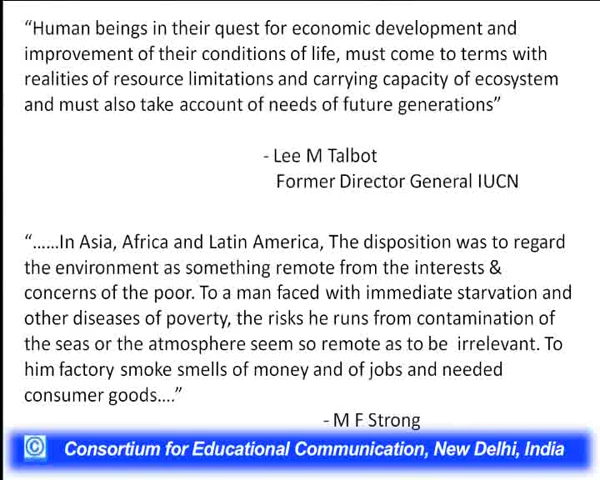 “Human beings in their quest for economic development and
improvement of their conditions of life, must come to terms with
realities of resource limitations and carrying capacity of ecosystem
and must also take account of needs of future generations”
- Lee M Talbot
Former Director General IUCN
“......In Asia, Africa and Latin America, The disposition was to regard
the environment as something remote from the interests &
concerns of the poor. To a man faced with immediate starvation and
other diseases of poverty, the risks he runs from contamination of
the seas or the atmosphere seem so remote as to be irrelevant. To
him factory smoke smells of money and of jobs and needed
consumer goods....”
- M F Strong
© Consortium for Educational Communication, New Delhi, India